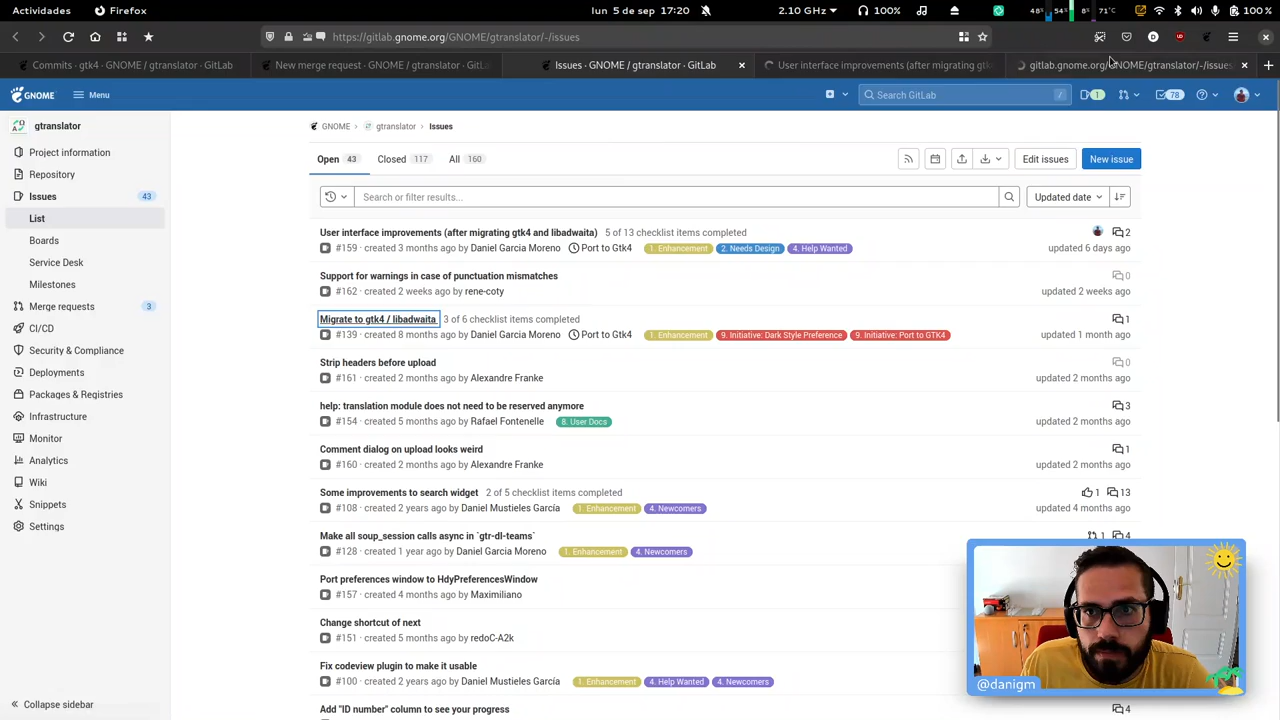 Actividades Firefox lun 5 de sep 17:20 2.10 GHz 100% 48% 54% 8% 71°C 100 %
https://gitlab.gnome.org/GNOME/gtranslator/-/issues
Commits · gtk4 · GNOME / gtranslator · GitLab New merge request · GNOME / gtranslator · GitLab Issues · GNOME / gtranslator · GitLab User interface improvements (after migrating gtk4 gitlab.gnome.org/GNOME/gtranslator/-/issues
GNOME Menu Search GitLab / 1 78
gtranslator
Project information
Repository
Issues 43
List
Boards
Service Desk
Milestones
Merge requests 3
CI/CD
Security & Compliance
Deployments
Packages & Registries
Infrastructure
Monitor
Analytics
Wiki
Snippets
Settings
Collapse sidebar
GNOME › gtranslator › Issues
Open 43 Closed 117 All 160 Edit issues New issue
Search or filter results... Updated date
User interface improvements (after migrating gtk4 and libadwaita) 5 of 13 checklist items completed 2
#159 · created 3 months ago by Daniel Garcia Moreno Port to Gtk4 1. Enhancement 2. Needs Design 4. Help Wanted updated 6 days ago
Support for warnings in case of punctuation mismatches 0
#162 · created 2 weeks ago by rene-coty updated 2 weeks ago
Migrate to gtk4 / libadwaita 3 of 6 checklist items completed 1
#139 · created 8 months ago by Daniel Garcia Moreno Port to Gtk4 1. Enhancement 9. Initiative: Dark Style Preference 9. Initiative: Port to GTK4 updated 1 month ago
Strip headers before upload 0
#161 · created 2 months ago by Alexandre Franke updated 2 months ago
help: translation module does not need to be reserved anymore 3
#154 · created 5 months ago by Rafael Fontenelle 8. User Docs updated 2 months ago
Comment dialog on upload looks weird 1
#160 · created 2 months ago by Alexandre Franke updated 2 months ago
Some improvements to search widget 2 of 5 checklist items completed 1 13
#108 · created 2 years ago by Daniel Mustieles García 1. Enhancement 4. Newcomers updated 4 months ago
Make all soup_session calls async in `gtr-dl-teams` 1 4
#128 · created 1 year ago by Daniel Garcia Moreno 1. Enhancement 4. Newcomers
Port preferences window to HdyPreferencesWindow
#157 · created 4 months ago by Maximiliano
Change shortcut of next
#151 · created 5 months ago by redoC-A2k
Fix codeview plugin to make it usable
#100 · created 2 years ago by Daniel Mustieles García 1. Enhancement 4. Help Wanted 4. Newcomers
Add "ID number" column to see your progress 4
@danigm